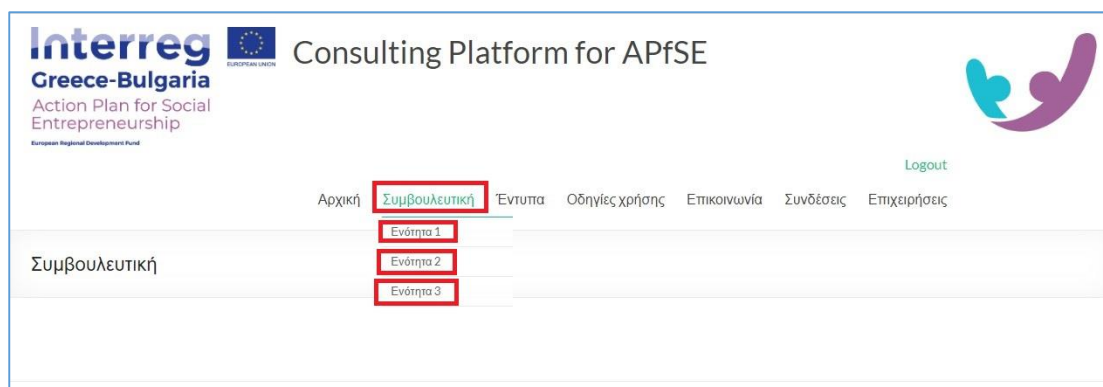 Interreg
EUROPEAN UNION
Greece-Bulgaria
Action Plan for Social
Entrepreneurship
European Regional Development Fund
Consulting Platform for APfSE
Logout
Αρχική Συμβουλευτική Έντυπα Οδηγίες χρήσης Επικοινωνία Συνδέσεις Επιχειρήσεις
Ενότητα 1
Ενότητα 2
Ενότητα 3
Συμβουλευτική